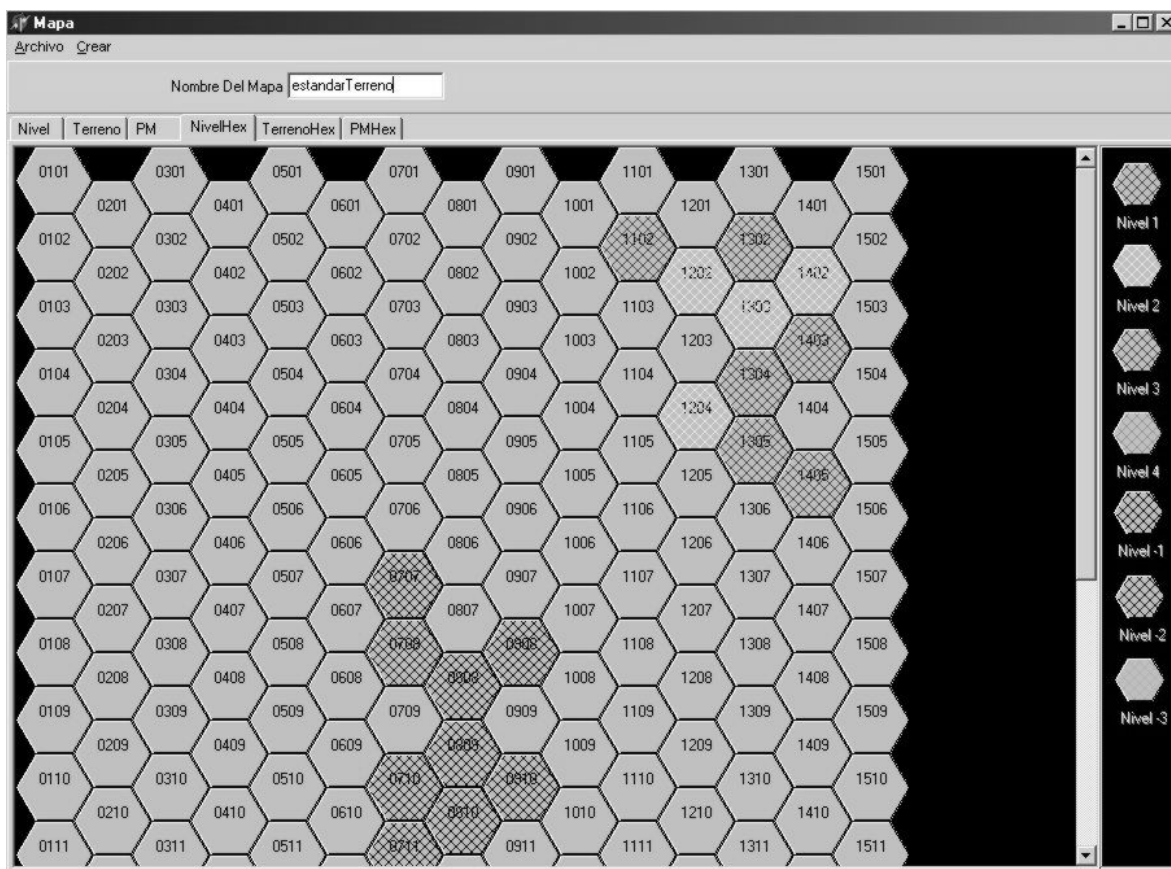 Mapa
Archivo Crear
Nombre Del Mapa estandarTerreno
Nivel Terreno PM NivelHex TerrenoHex PMHex
0101 0301 0501 0701 0901 1101 1301 1501
0201 0401 0601 0801 1001 1201 1401
0102 0302 0502 0702 0902 1102 1302 1502
0202 0402 0602 0802 1002 1202 1402
0103 0303 0503 0703 0903 1103 1303 1503
0203 0403 0603 0803 1003 1203 1403
0104 0304 0504 0704 0904 1104 1304 1504
0204 0404 0604 0804 1004 1204 1404
0105 0305 0505 0705 0905 1105 1305 1505
0205 0405 0605 0805 1005 1205 1405
0106 0306 0506 0706 0906 1106 1306 1506
0206 0406 0606 0806 1006 1206 1406
0107 0307 0507 0707 0907 1107 1307 1507
0207 0407 0607 0807 1007 1207 1407
0108 0308 0508 0708 0908 1108 1308 1508
0208 0408 0608 0808 1008 1208 1408
0109 0309 0509 0709 0909 1109 1309 1509
0209 0409 0609 0809 1009 1209 1409
0110 0310 0510 0710 0910 1110 1310 1510
0210 0410 0610 0810 1010 1210 1410
0111 0311 0511 0711 0911 1111 1311 1511
Nivel 1
Nivel 2
Nivel 3
Nivel 4
Nivel -1
Nivel -2
Nivel -3